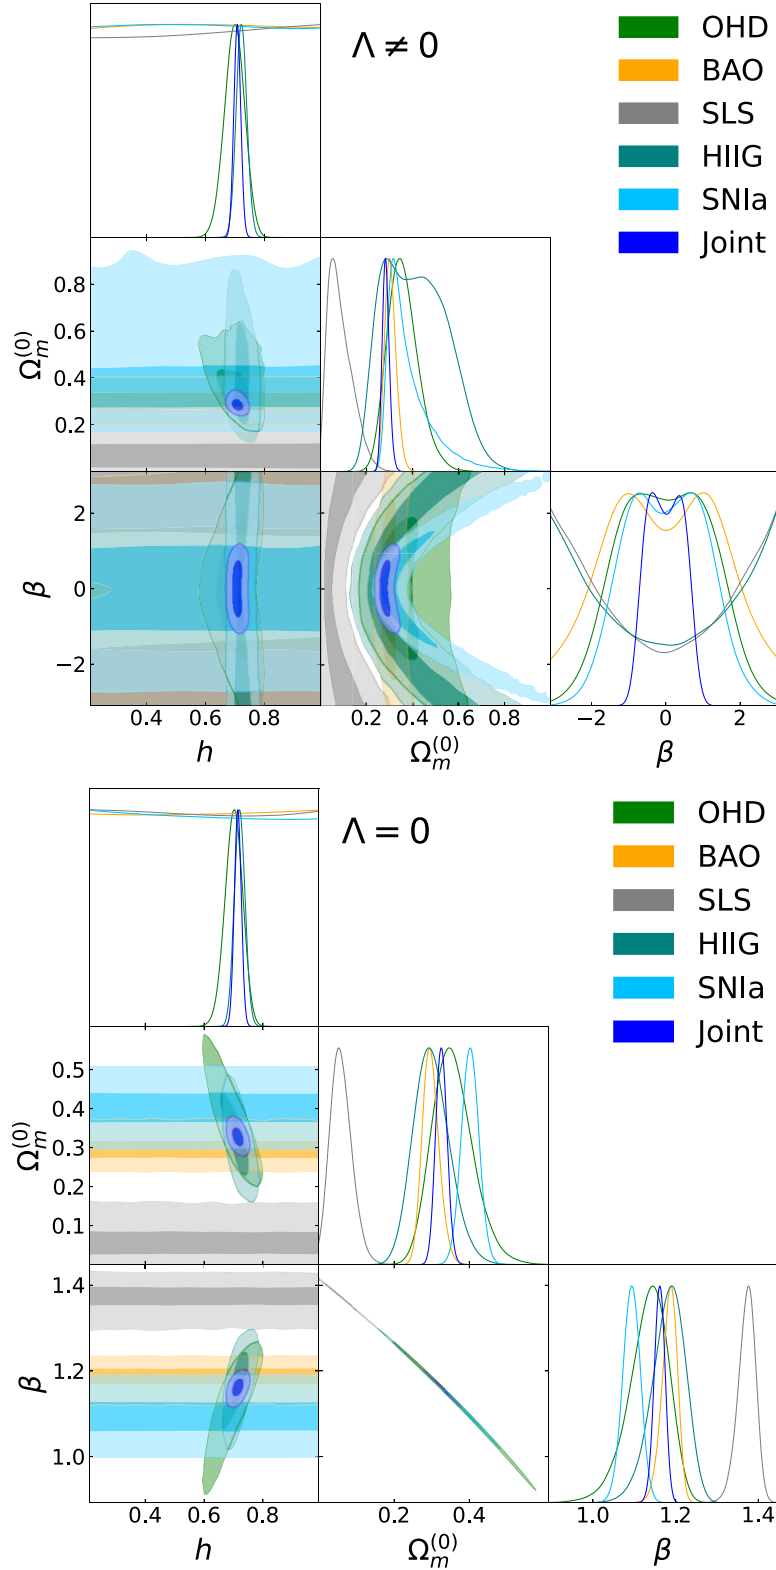 Λ ≠ 0
OHD
BAO
SLS
HIIG
SNIa
Joint
0.8
0.6
0.4
0.2
Ω_m^(0)
2
0
−2
β
0.4 0.6 0.8
h
0.2 0.4 0.6 0.8
Ω_m^(0)
−2 0 2
β
Λ = 0
OHD
BAO
SLS
HIIG
SNIa
Joint
0.5
0.4
0.3
0.2
0.1
Ω_m^(0)
1.4
1.2
1.0
β
0.4 0.6 0.8
h
0.2 0.4
Ω_m^(0)
1.0 1.2 1.4
β